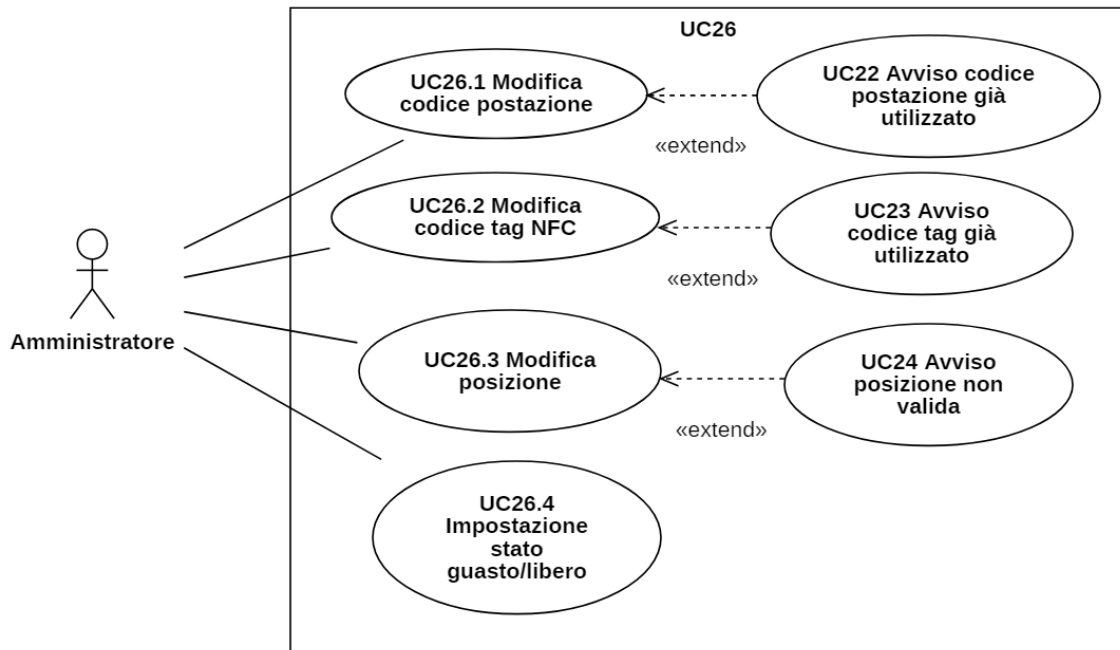 UC26
UC26.1 Modifica
codice postazione
UC22 Avviso codice
postazione già
utilizzato
«extend»
UC26.2 Modifica
codice tag NFC
UC23 Avviso
codice tag già
utilizzato
«extend»
Amministratore
UC26.3 Modifica
posizione
UC24 Avviso
posizione non
valida
«extend»
UC26.4
Impostazione
stato
guasto/libero